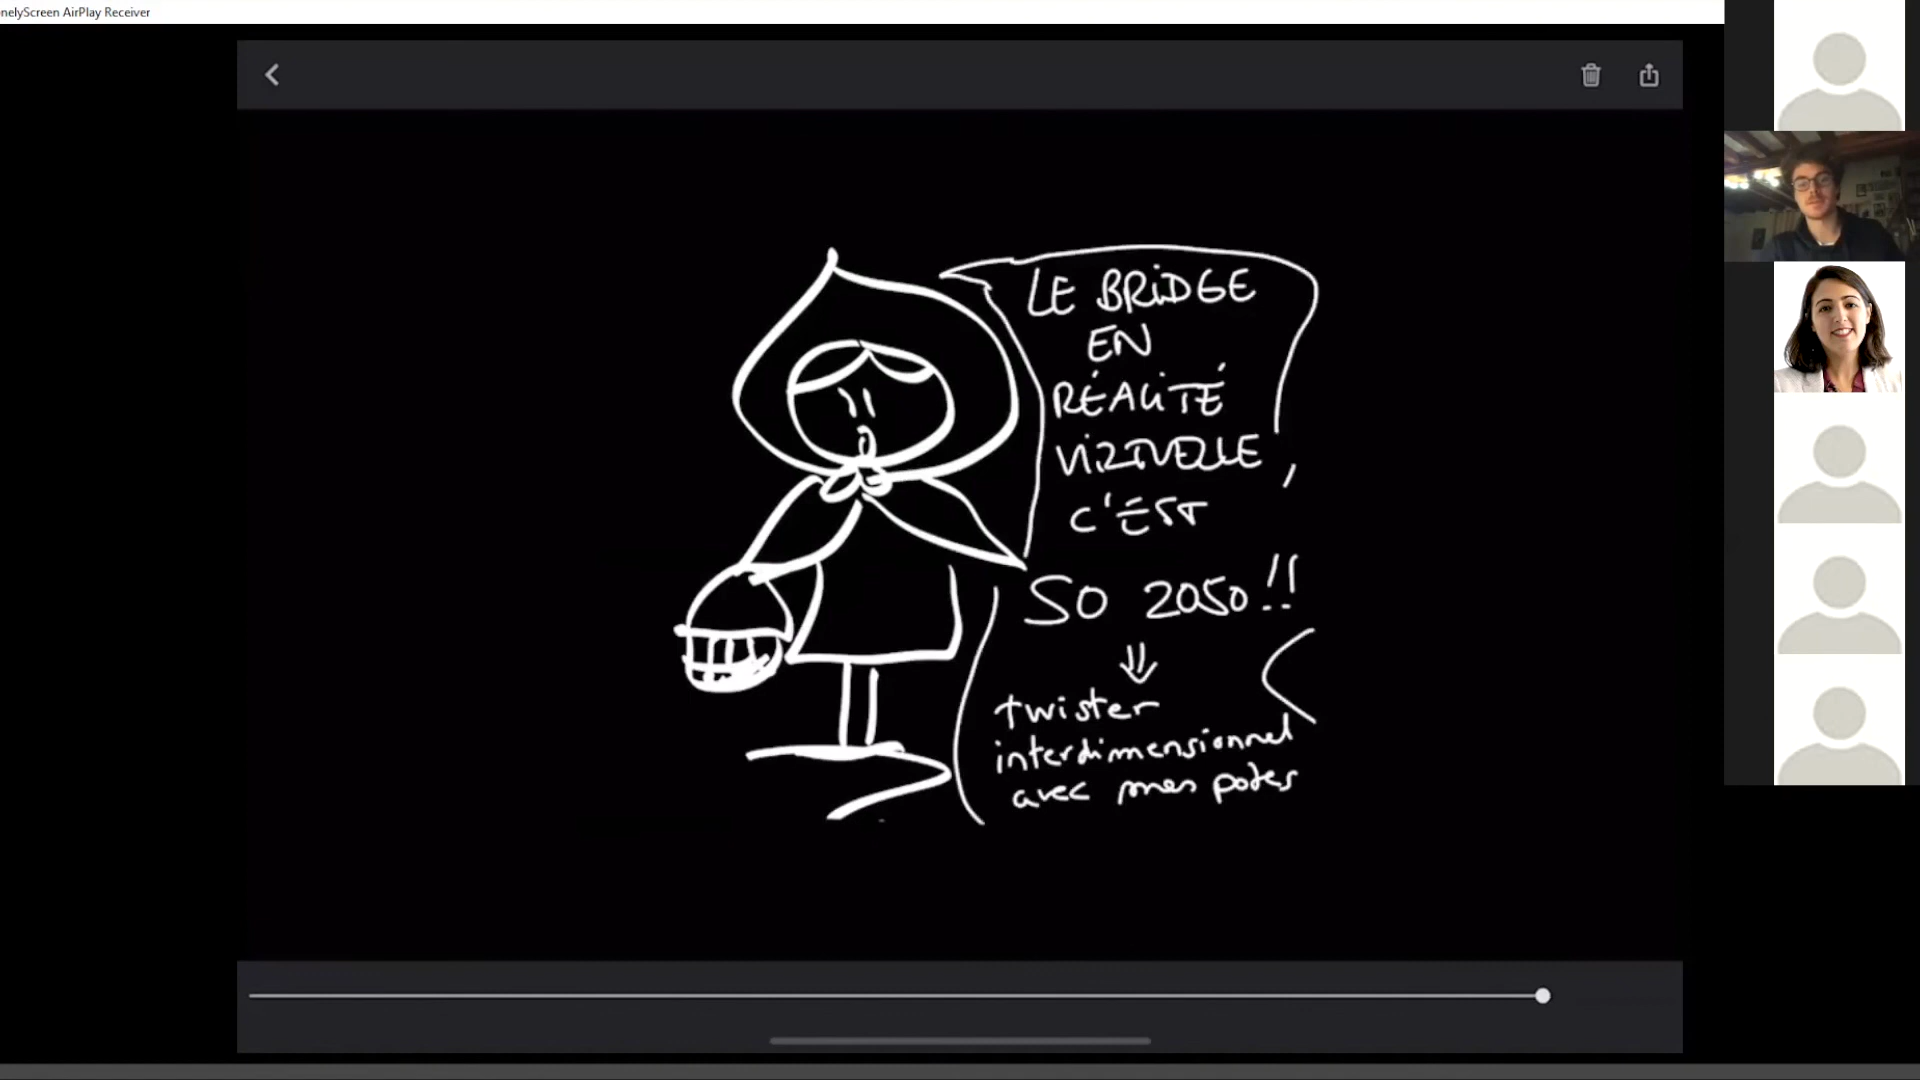 nelyScreen AirPlay Receiver
LE BRIDGE
EN
RÉALITÉ
VIRTUELLE,
C'EST
SO 2050!!
⇓
twister
interdimensionnel
avec mes potes